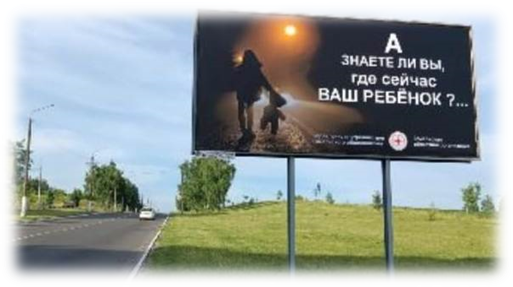 А
ЗНАЕТЕ ЛИ ВЫ,
где сейчас
ВАШ РЕБЁНОК ?...